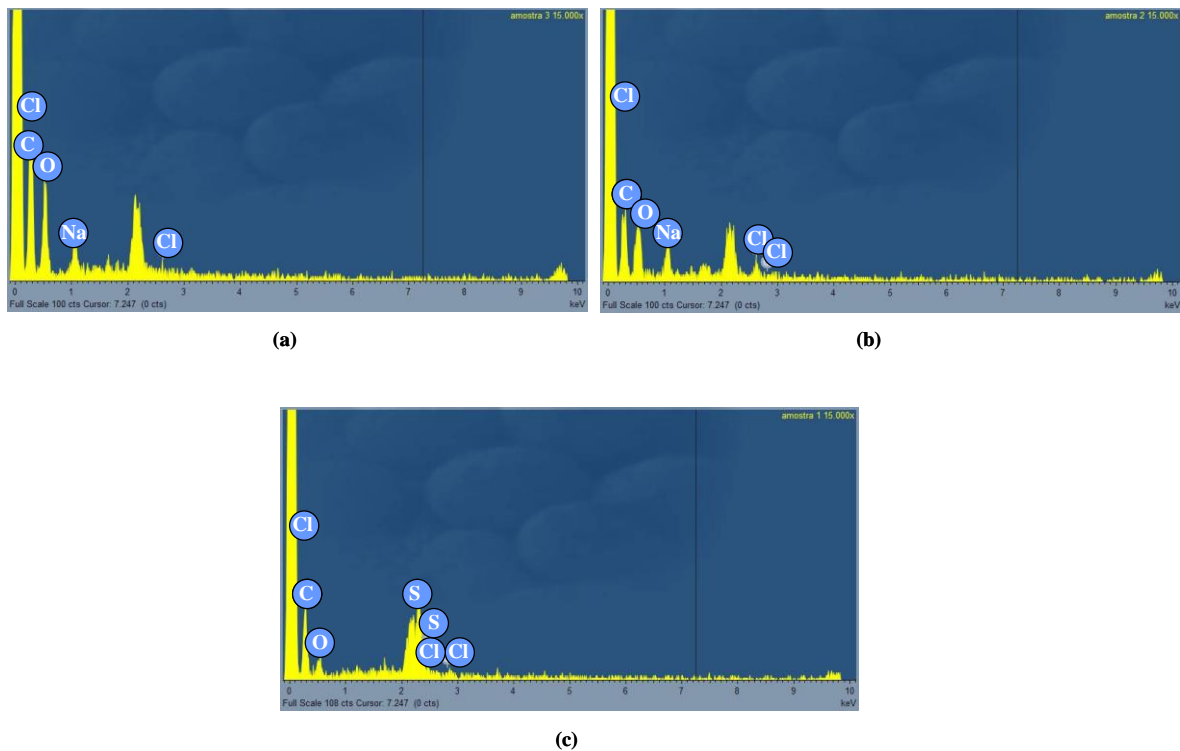 amostra 3 15.000x
Cl
C
O
Na
Cl
0 1 2 3 4 5 6 7 8 9 10
Full Scale 100 cts Cursor: 7.247 (0 cts)
keV
(a)
amostra 2 15.000x
Cl
C
O
Na
Cl
Cl
0 1 2 3 4 5 6 7 8 9 10
Full Scale 100 cts Cursor: 7.247 (0 cts)
keV
(b)
amostra 1 15.000x
Cl
C
S
S
O
Cl
Cl
0 1 2 3 4 5 6 7 8 9 10
Full Scale 108 cts Cursor: 7.247 (0 cts)
keV
(c)